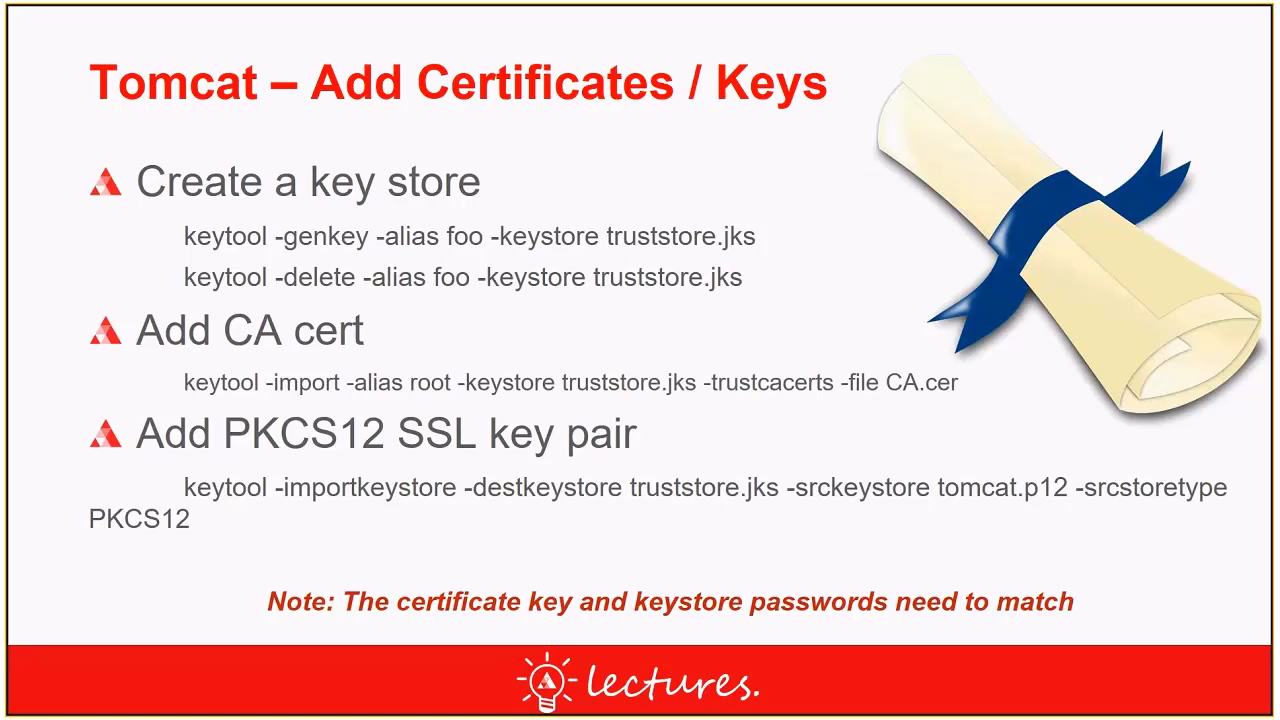 Tomcat – Add Certificates / Keys
Create a key store
keytool -genkey -alias foo -keystore truststore.jks
keytool -delete -alias foo -keystore truststore.jks
Add CA cert
keytool -import -alias root -keystore truststore.jks -trustcacerts -file CA.cer
Add PKCS12 SSL key pair
keytool -importkeystore -destkeystore truststore.jks -srckeystore tomcat.p12 -srcstoretype
PKCS12
Note: The certificate key and keystore passwords need to match
lectures.